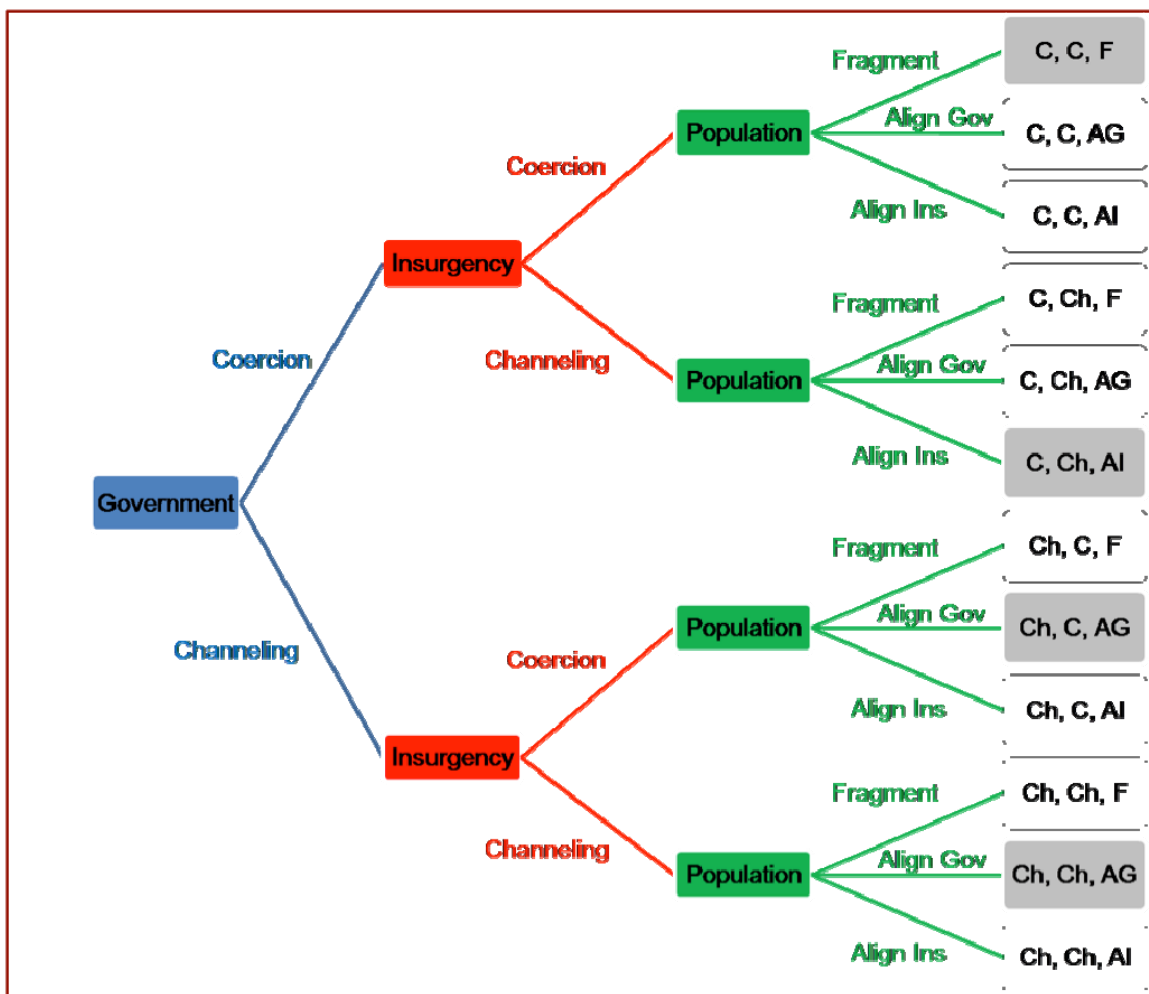 Fragment
C, C, F
Align Gov
Population
C, C, AG
Coercion
Align Ins
C, C, AI
Insurgency
Fragment
C, Ch, F
Channeling
Align Gov
Population
C, Ch, AG
Coercion
Align Ins
C, Ch, AI
Government
Fragment
Ch, C, F
Align Gov
Population
Ch, C, AG
Channeling
Coercion
Align Ins
Ch, C, AI
Insurgency
Fragment
Ch, Ch, F
Channeling
Align Gov
Population
Ch, Ch, AG
Align Ins
Ch, Ch, AI